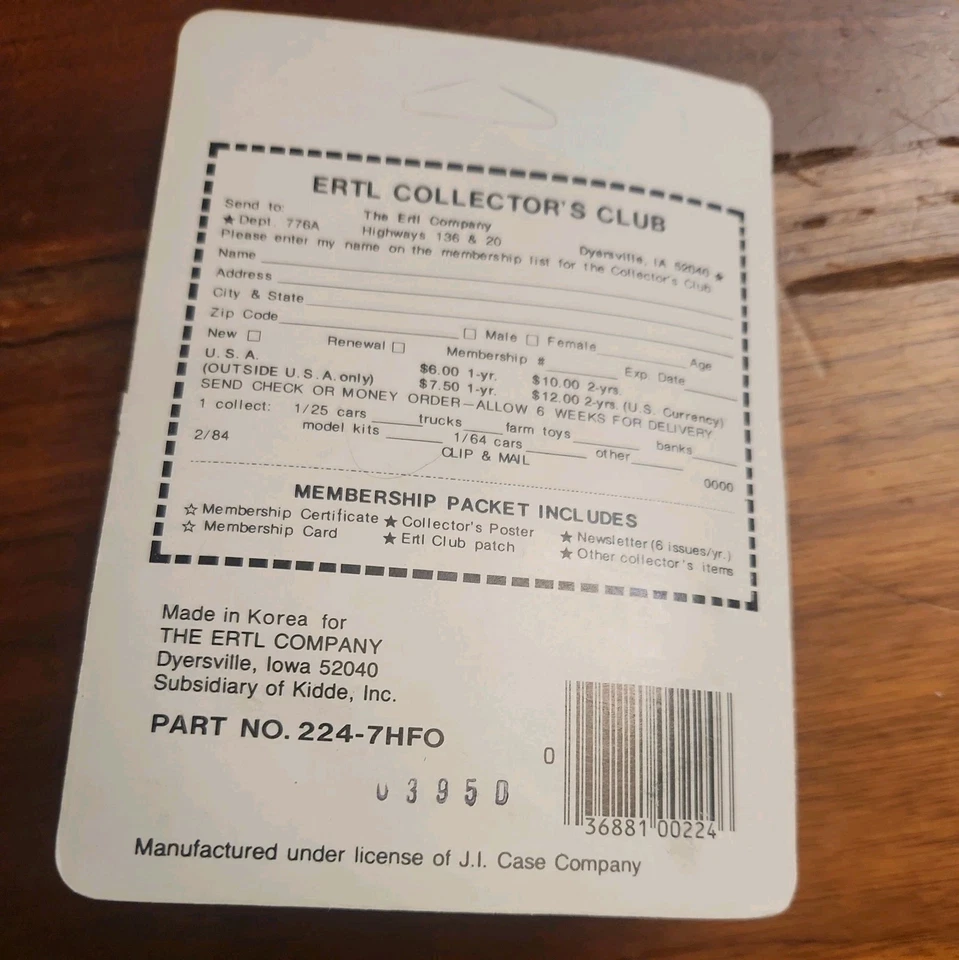 ERTL COLLECTOR'S CLUB
Send to:
★ Dept. 776A The Ertl Company
Highways 136 & 20 Dyersville, IA 52040 ★
Please enter my name on the membership list for the Collector's Club
Name
Address
City & State
Zip Code □ Male □ Female Age
New □ Renewal □ Membership # Exp. Date
U.S.A. $6.00 1-yr. $10.00 2-yrs.
(OUTSIDE U.S.A. only) $7.50 1-yr. $12.00 2-yrs. (U.S. Currency)
SEND CHECK OR MONEY ORDER—ALLOW 6 WEEKS FOR DELIVERY
1 collect: 1/25 cars trucks farm toys banks
model kits 1/64 cars other
2/84 CLIP & MAIL 0000
MEMBERSHIP PACKET INCLUDES
☆ Membership Certificate ★ Collector's Poster ★ Newsletter (6 issues/yr.)
☆ Membership Card ★ Ertl Club patch ★ Other collector's items
Made in Korea for
THE ERTL COMPANY
Dyersville, Iowa 52040
Subsidiary of Kidde, Inc.
PART NO. 224-7HFO
0 3 9 5 0
0 36881 00224
Manufactured under license of J.I. Case Company